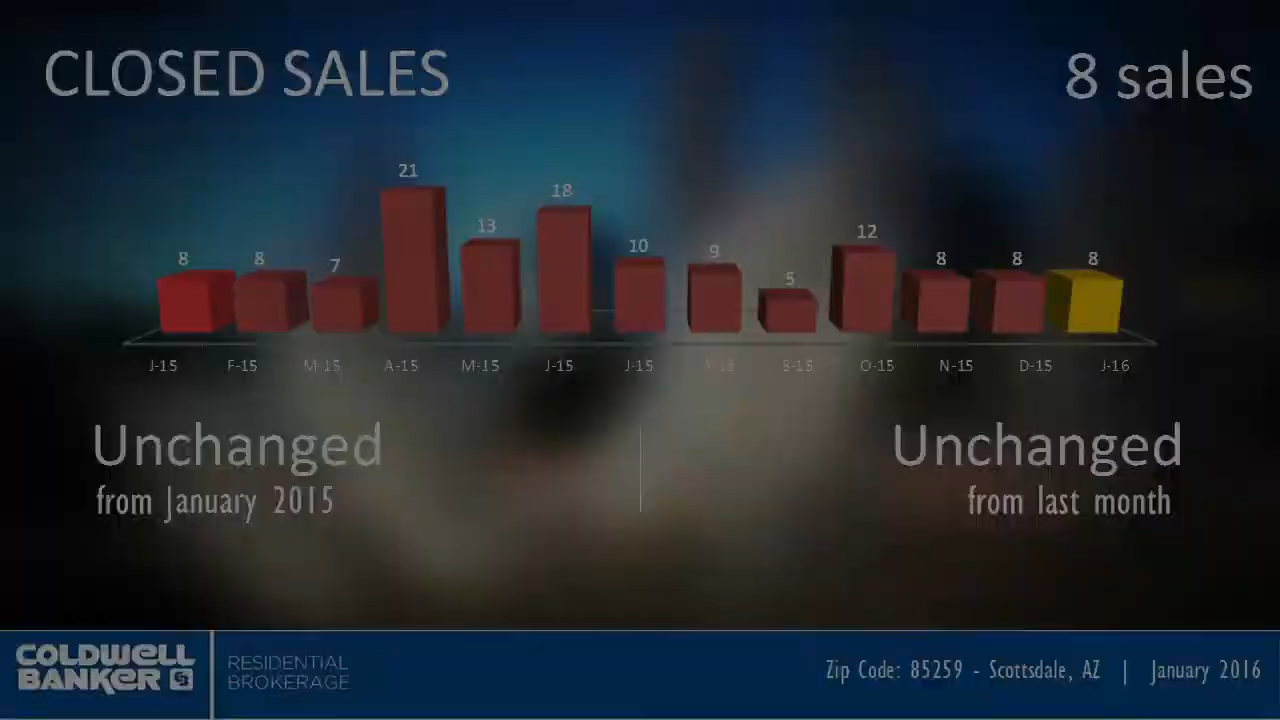 CLOSED SALES
8 sales
8 8 7 21 13 18 10 9 5 12 8 8 8
J-15 F-15 M-15 A-15 M-15 J-15 J-15 A-15 S-15 O-15 N-15 D-15 J-16
Unchanged
from January 2015
Unchanged
from last month
COLDWELL
BANKER CB
RESIDENTIAL
BROKERAGE
Zip Code: 85259 - Scottsdale, AZ | January 2016